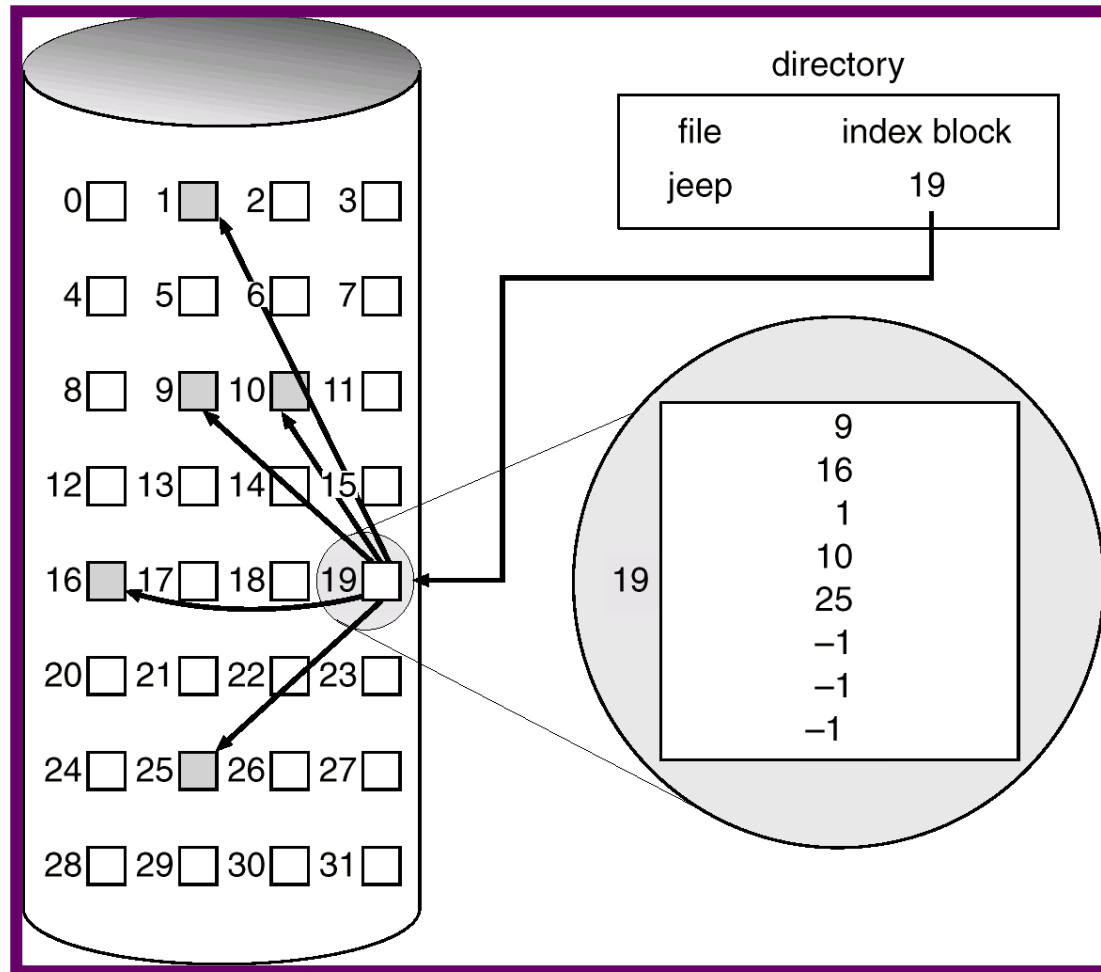 directory
file index block
jeep 19
0 1 2 3
4 5 6 7
8 9 10 11
12 13 14 15
16 17 18 19
20 21 22 23
24 25 26 27
28 29 30 31
19
9
16
1
10
25
–1
–1
–1